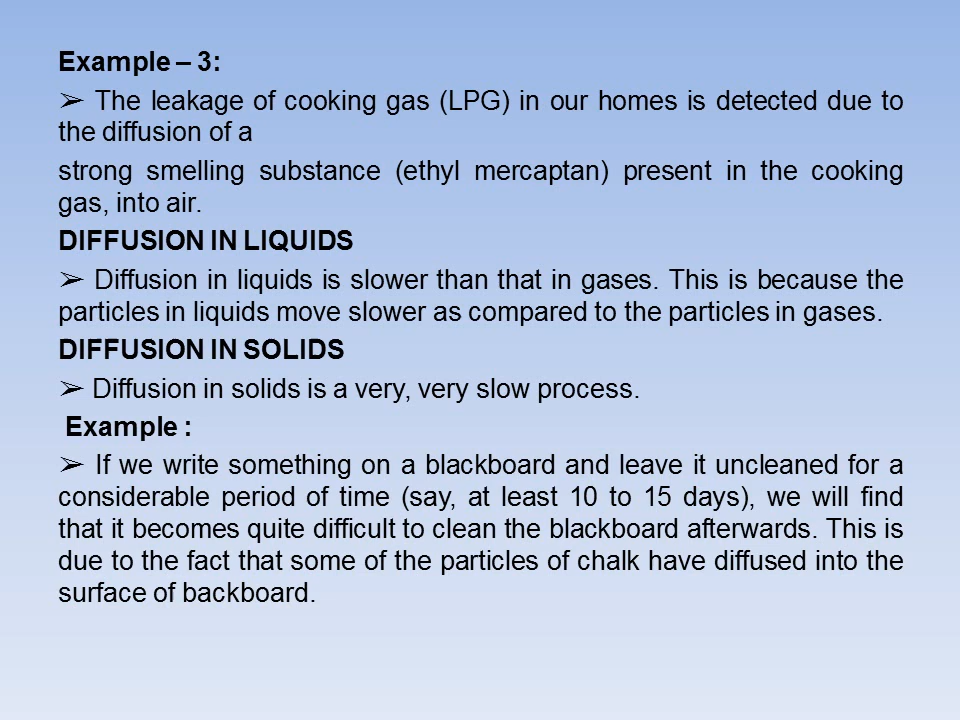 Example – 3:
➢ The leakage of cooking gas (LPG) in our homes is detected due to
the diffusion of a
strong smelling substance (ethyl mercaptan) present in the cooking
gas, into air.
DIFFUSION IN LIQUIDS
➢ Diffusion in liquids is slower than that in gases. This is because the
particles in liquids move slower as compared to the particles in gases.
DIFFUSION IN SOLIDS
➢ Diffusion in solids is a very, very slow process.
Example :
➢ If we write something on a blackboard and leave it uncleaned for a
considerable period of time (say, at least 10 to 15 days), we will find
that it becomes quite difficult to clean the blackboard afterwards. This is
due to the fact that some of the particles of chalk have diffused into the
surface of backboard.